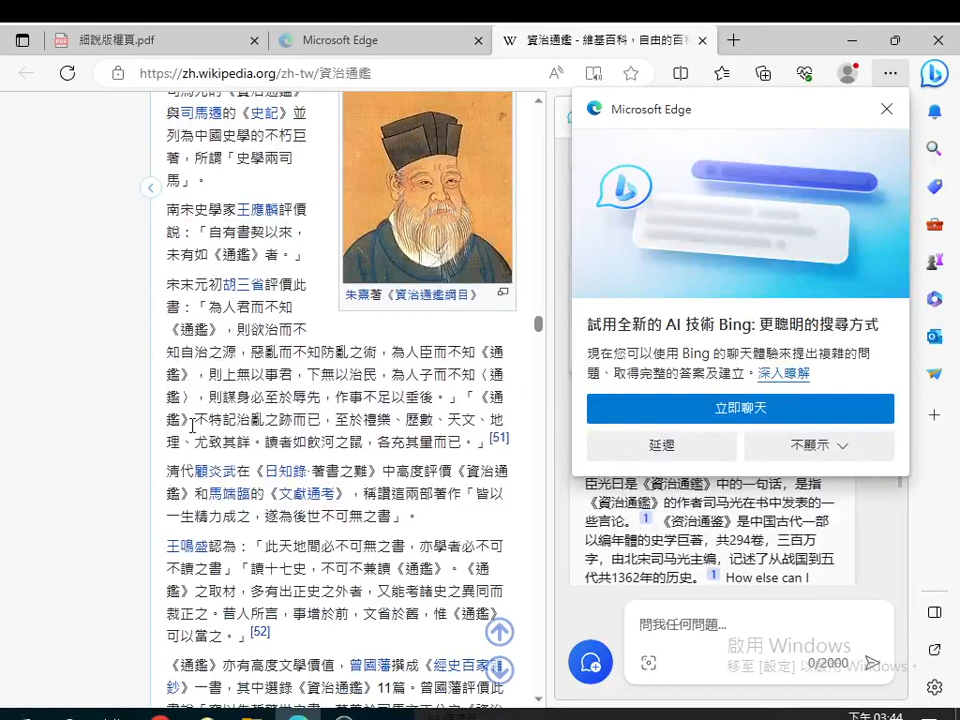 細說版權頁.pdf
Microsoft Edge
W 資治通鑑 - 維基百科，自由的百科
https://zh.wikipedia.org/zh-tw/資治通鑑
與司馬遷的《史記》並
列為中國史學的不朽巨
著，所謂「史學兩司
馬」。
南宋史學家王應麟評價
說：「自有書契以來，
未有如《通鑑》者。」
宋末元初胡三省評價此
書：「為人君而不知
《通鑑》，則欲治而不
知自治之源，惡亂而不知防亂之術，為人臣而不知《通
鑑》，則上無以事君，下無以治民，為人子而不知〈通
鑑〉，則謀身必至於辱先，作事不足以垂後。」「《通
鑑》不特記治亂之跡而已，至於禮樂、歷數、天文、地
理、尤致其詳。讀者如飲河之鼠，各充其量而已。」[51]
清代顧炎武在《日知錄·著書之難》中高度評價《資治通
鑑》和馬端臨的《文獻通考》，稱讚這兩部著作「皆以
一生精力成之，遂為後世不可無之書」。
王鳴盛認為：「此天地間必不可無之書，亦學者必不可
不讀之書」「讀十七史，不可不兼讀《通鑑》。《通
鑑》之取材，多有出正史之外者，又能考諸史之異同而
裁正之。昔人所言，事增於前，文省於舊，惟《通鑑》
可以當之。」[52]
《通鑑》亦有高度文學價值，曾國藩撰成《經史百家雜
鈔》一書，其中選錄《資治通鑑》11篇。曾國藩評價此
朱熹著《資治通鑑綱目》
Microsoft Edge
試用全新的 AI 技術 Bing: 更聰明的搜尋方式
現在您可以使用 Bing 的聊天體驗來提出複雜的問
題、取得完整的答案及建立。深入瞭解
立即聊天
延遲
不顯示
臣光曰是《資治通鑑》中的一句话，是指
《資治通鑑》的作者司马光在书中发表的一
些言论。1 《资治通鉴》是中国古代一部
以編年體的史学巨著，共294卷，三百万
字，由北宋司马光主编，记述了从战国到五
代共1362年的历史。1 How else can I
問我任何問題...
0/2000
啟用 Windows
移至 [設定] 以啟用 Windows。
下午 03:44